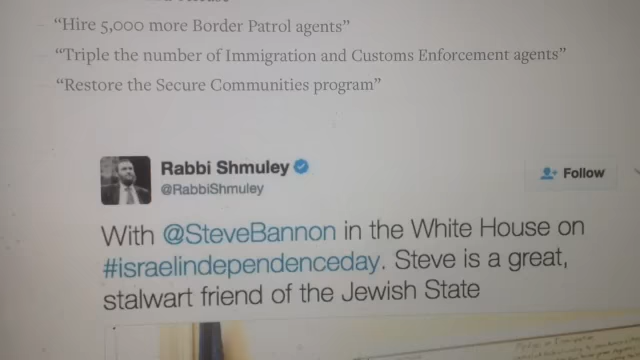 “Hire 5,000 more Border Patrol agents”
“Triple the number of Immigration and Customs Enforcement agents”
“Restore the Secure Communities program”
Rabbi Shmuley
@RabbiShmuley
Follow
With @SteveBannon in the White House on
#israelindependenceday. Steve is a great,
stalwart friend of the Jewish State